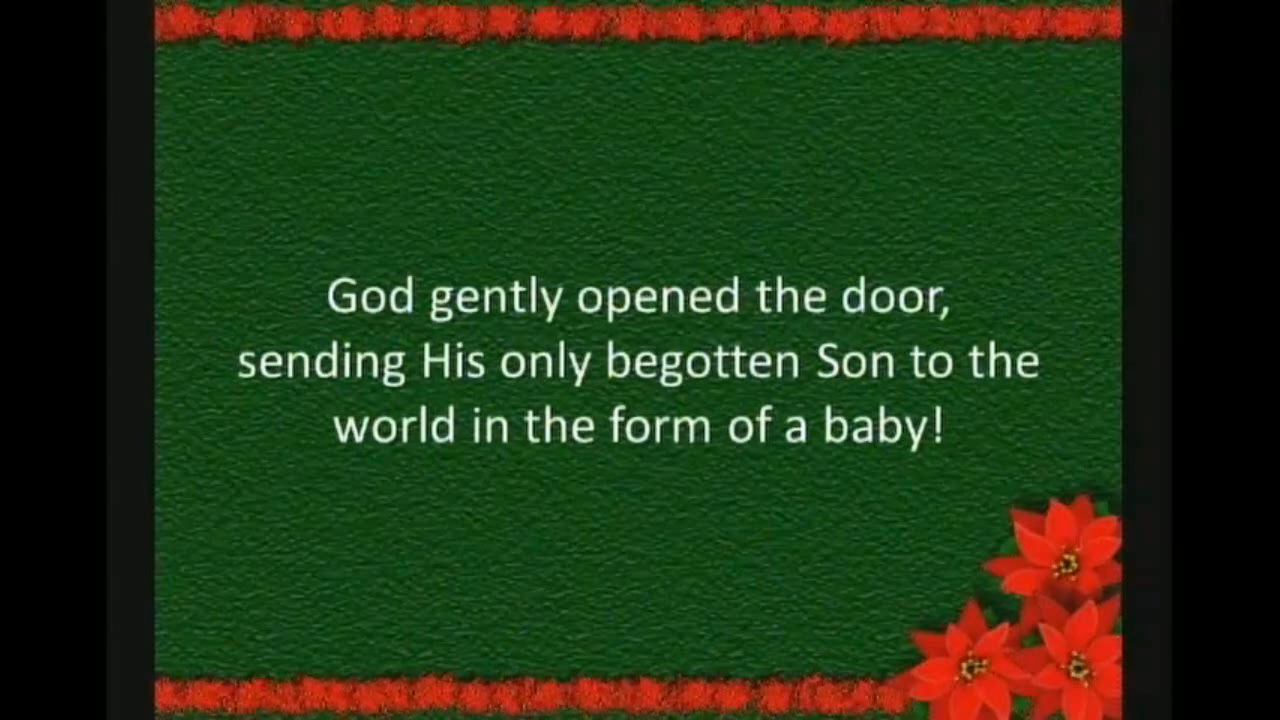 God gently opened the door,
sending His only begotten Son to the
world in the form of a baby!